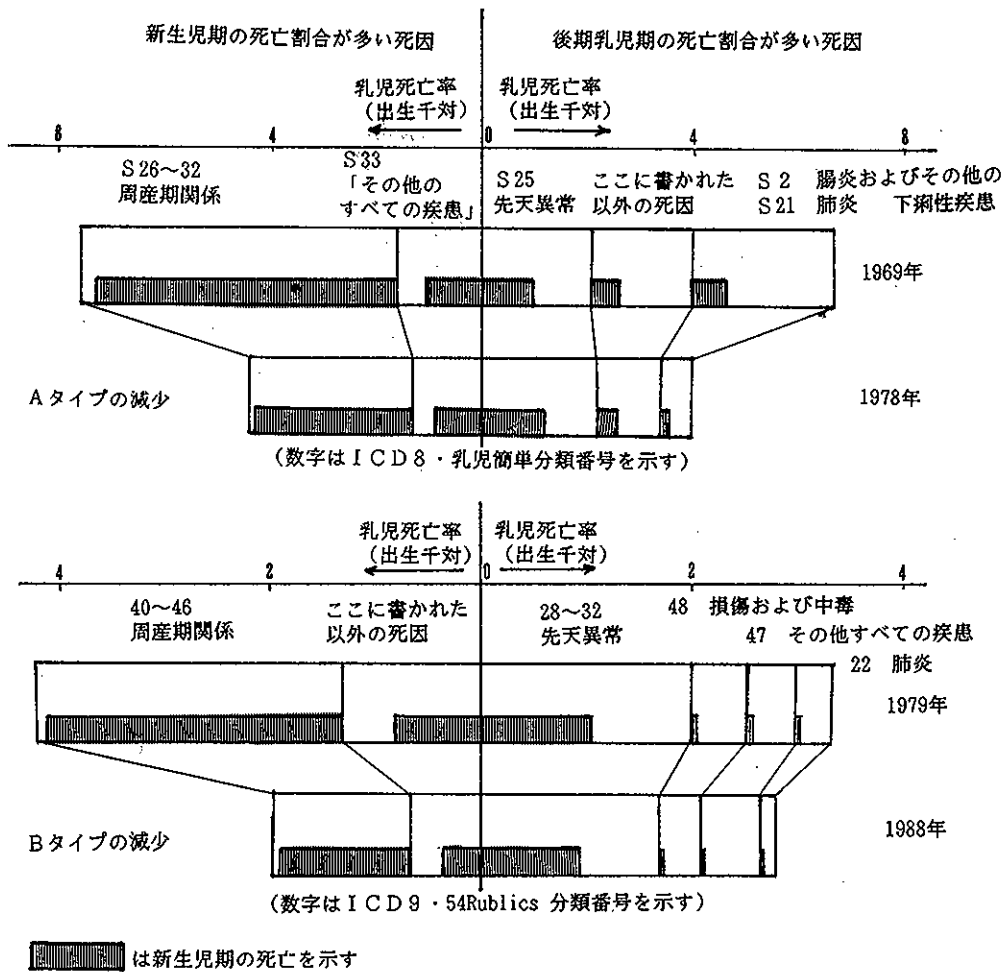 新生児期の死亡割合が多い死因
後期乳児期の死亡割合が多い死因
乳児死亡率
(出生千対)
乳児死亡率
(出生千対)
8 4 0 4 8
S26～32
周産期関係
S33
「その他の
すべての疾患」
S25
先天異常
ここに書かれた
以外の死因
S2 腸炎およびその他の
S21 肺炎 下痢性疾患
1969年
Aタイプの減少
1978年
(数字はICD8・乳児簡単分類番号を示す)
乳児死亡率
(出生千対)
乳児死亡率
(出生千対)
4 2 0 2 4
40～46
周産期関係
ここに書かれた
以外の死因
28～32
先天異常
48 損傷および中毒
47 その他すべての疾患
22 肺炎
1979年
Bタイプの減少
1988年
(数字はICD9・54Rublics 分類番号を示す)
は新生児期の死亡を示す